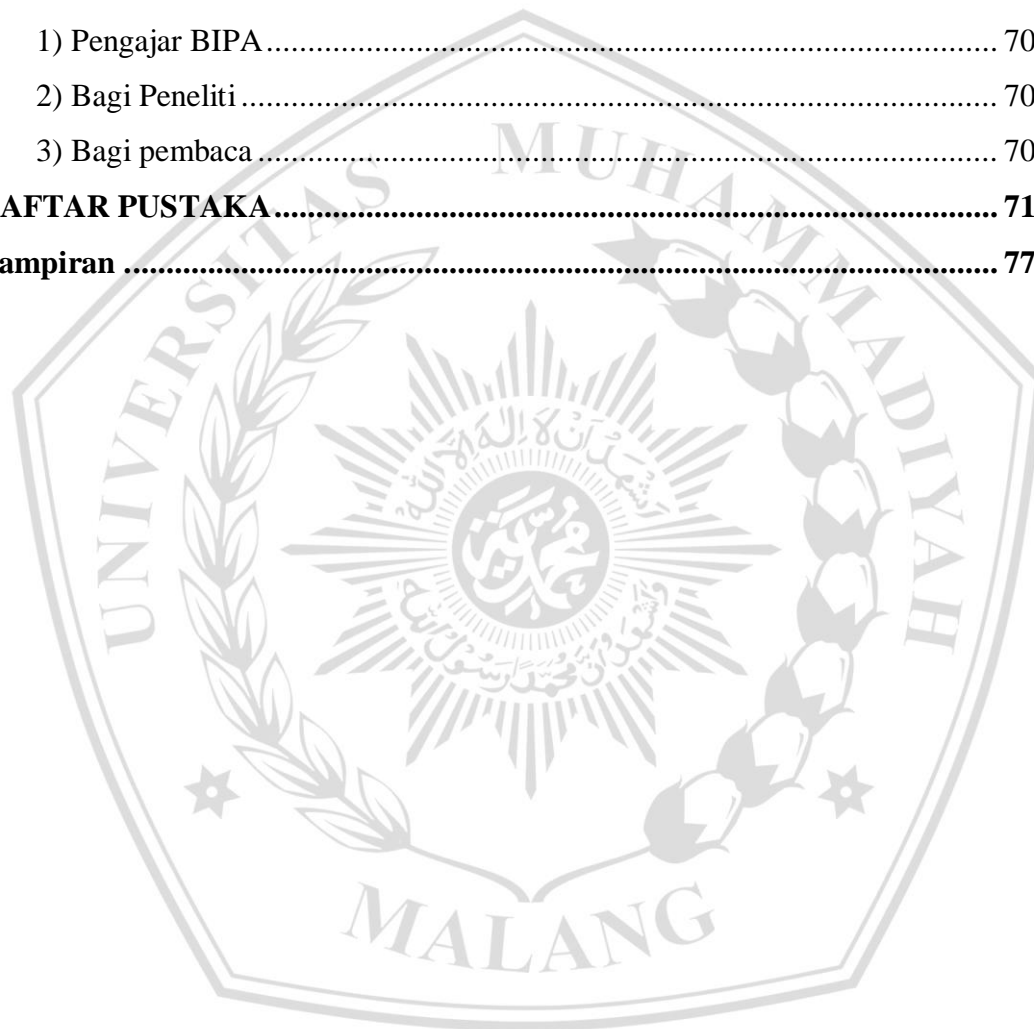 1) Pengajar BIPA.......................................................................................... 70
2) Bagi Peneliti............................................................................................. 70
3) Bagi pembaca........................................................................................... 70
AFTAR PUSTAKA........................................................................................ 71
ampiran .......................................................................................................... 77
UNIVERSITAS MUHAMMADIYAH
MALANG